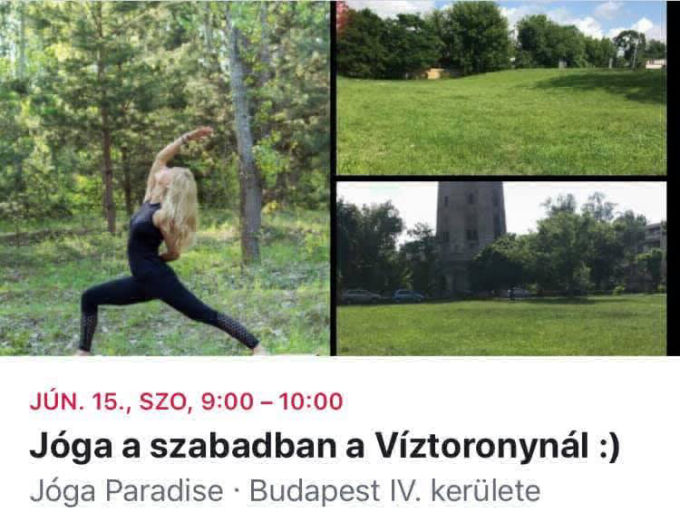 JÚN. 15., SZO, 9:00 – 10:00
Jóga a szabadban a Víztoronynál :)
Jóga Paradise · Budapest IV. kerülete